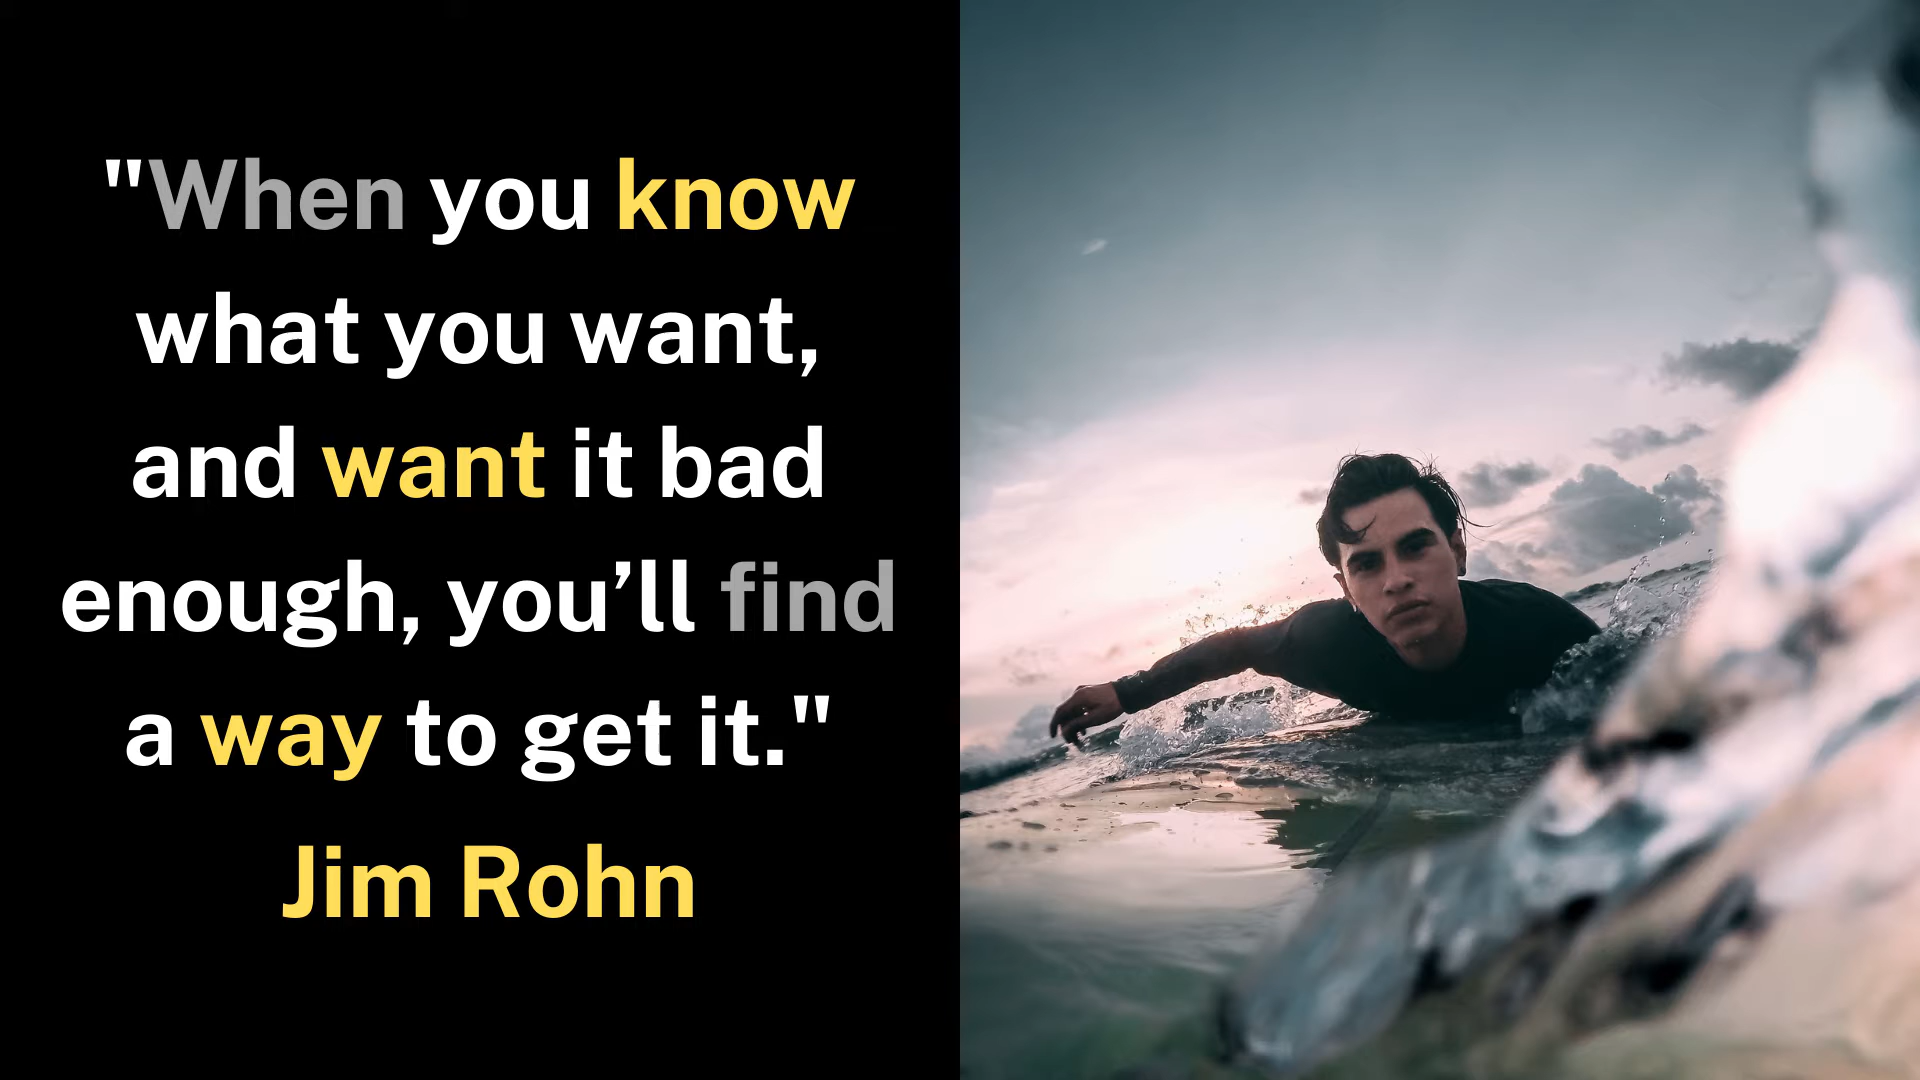 "When you know
what you want,
and want it bad
enough, you’ll find
a way to get it."
Jim Rohn